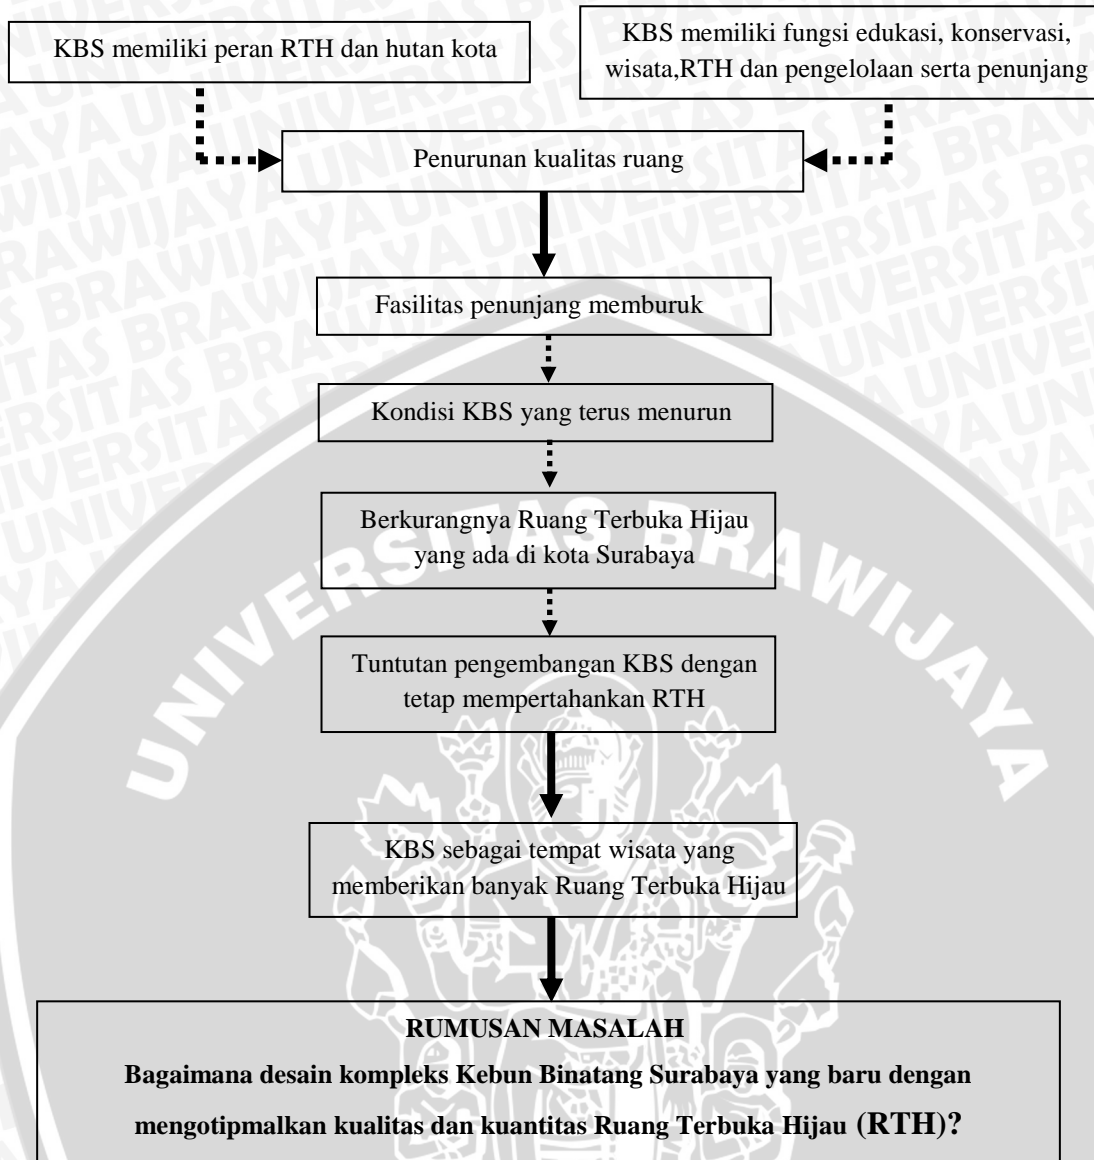 KBS memiliki peran RTH dan hutan kota
KBS memiliki fungsi edukasi, konservasi,
wisata,RTH dan pengelolaan serta penunjang
Penurunan kualitas ruang
Fasilitas penunjang memburuk
Kondisi KBS yang terus menurun
Berkurangnya Ruang Terbuka Hijau
yang ada di kota Surabaya
Tuntutan pengembangan KBS dengan
tetap mempertahankan RTH
KBS sebagai tempat wisata yang
memberikan banyak Ruang Terbuka Hijau
RUMUSAN MASALAH
Bagaimana desain kompleks Kebun Binatang Surabaya yang baru dengan
mengotipmalkan kualitas dan kuantitas Ruang Terbuka Hijau (RTH)?
UNIVERSITAS BRAWIJAYA